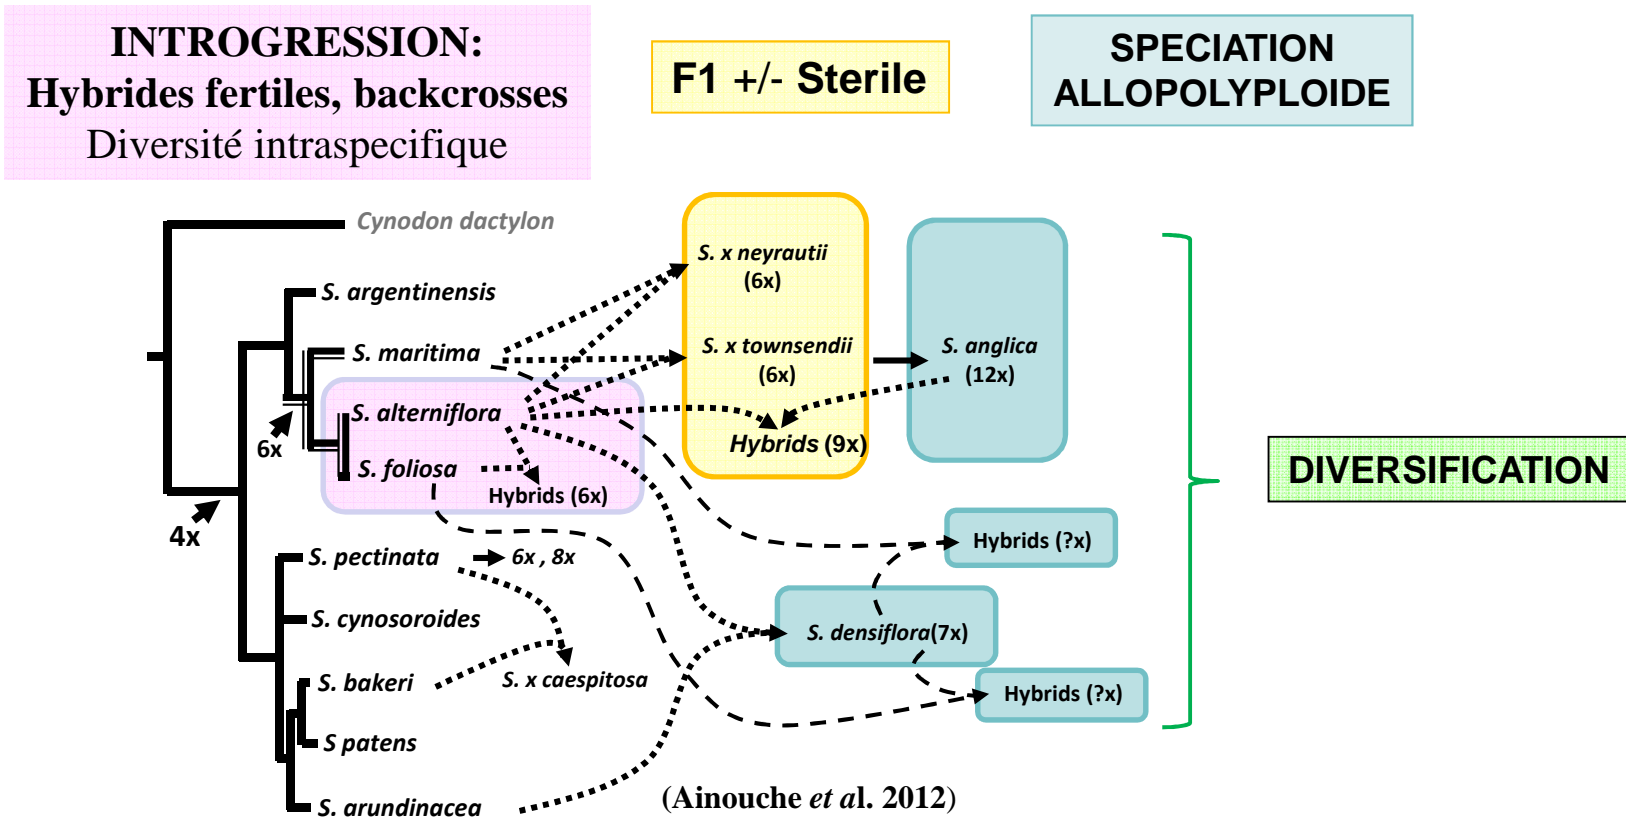 INTROGRESSION:
Hybrides fertiles, backcrosses
Diversité intraspecifique
F1 +/- Sterile
SPECIATION
ALLOPOLYPLOIDE
Cynodon dactylon
S. argentinensis
S. maritima
S. alterniflora
S. foliosa
Hybrids (6x)
6x
4x
S. pectinata
6x , 8x
S. cynosoroides
S. bakeri
S. x caespitosa
S patens
S. arundinacea
S. x neyrautii
(6x)
S. x townsendii
(6x)
Hybrids (9x)
S. anglica
(12x)
Hybrids (?x)
S. densiflora(7x)
Hybrids (?x)
DIVERSIFICATION
(Ainouche et al. 2012)